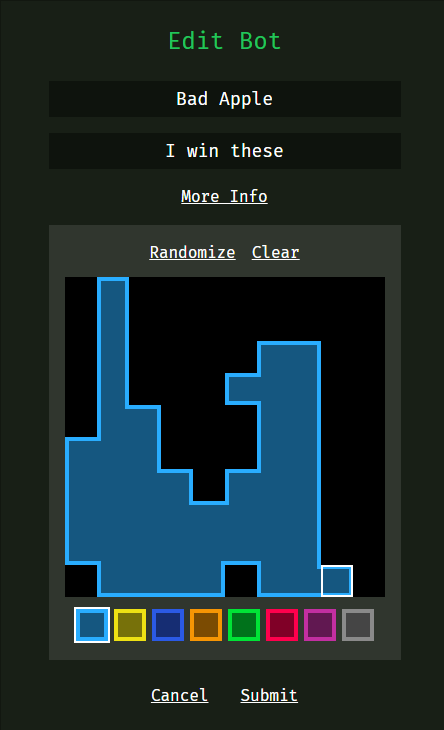 Edit Bot
Bad Apple
I win these
More Info
Randomize Clear
Cancel Submit